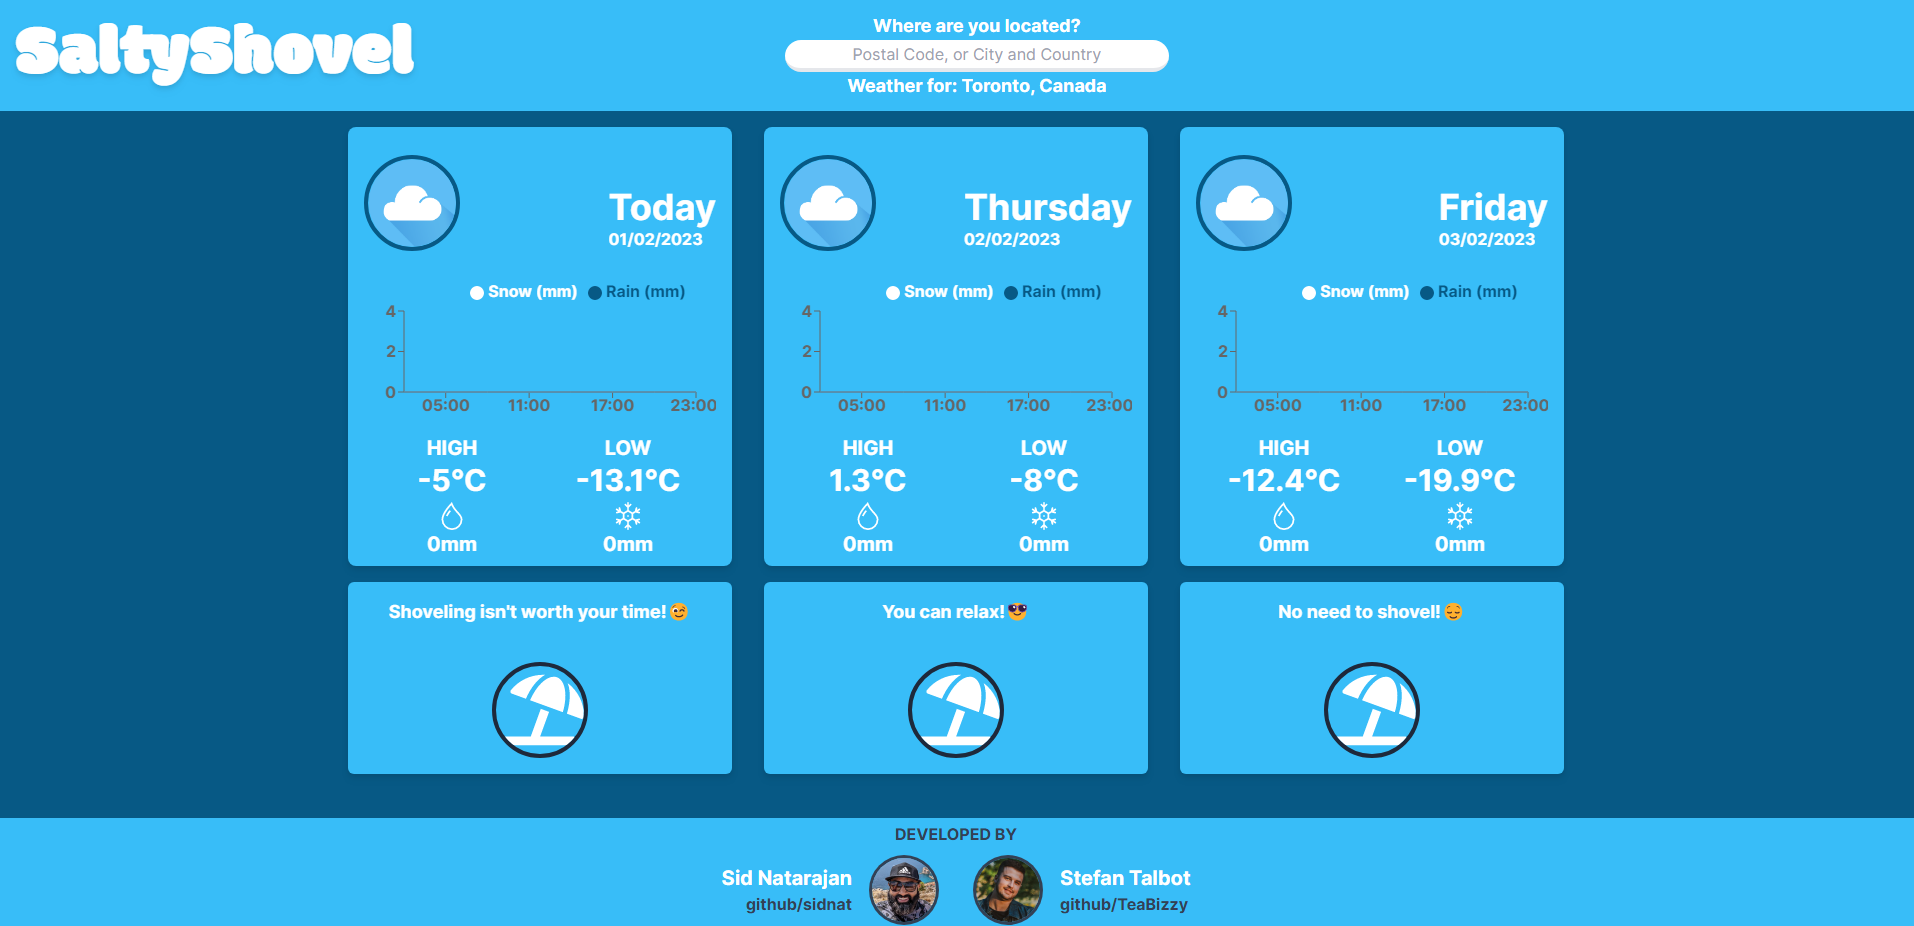 SaltyShovel
Where are you located?
Postal Code, or City and Country
Weather for: Toronto, Canada
Today
01/02/2023
Snow (mm) Rain (mm)
4
2
0
05:00 11:00 17:00 23:00
HIGH LOW
-5°C -13.1°C
0mm 0mm
Thursday
02/02/2023
Snow (mm) Rain (mm)
4
2
0
05:00 11:00 17:00 23:00
HIGH LOW
1.3°C -8°C
0mm 0mm
Friday
03/02/2023
Snow (mm) Rain (mm)
4
2
0
05:00 11:00 17:00 23:00
HIGH LOW
-12.4°C -19.9°C
0mm 0mm
Shoveling isn't worth your time! 😉
You can relax! 😎
No need to shovel! 😌
DEVELOPED BY
Sid Natarajan
github/sidnat
Stefan Talbot
github/TeaBizzy